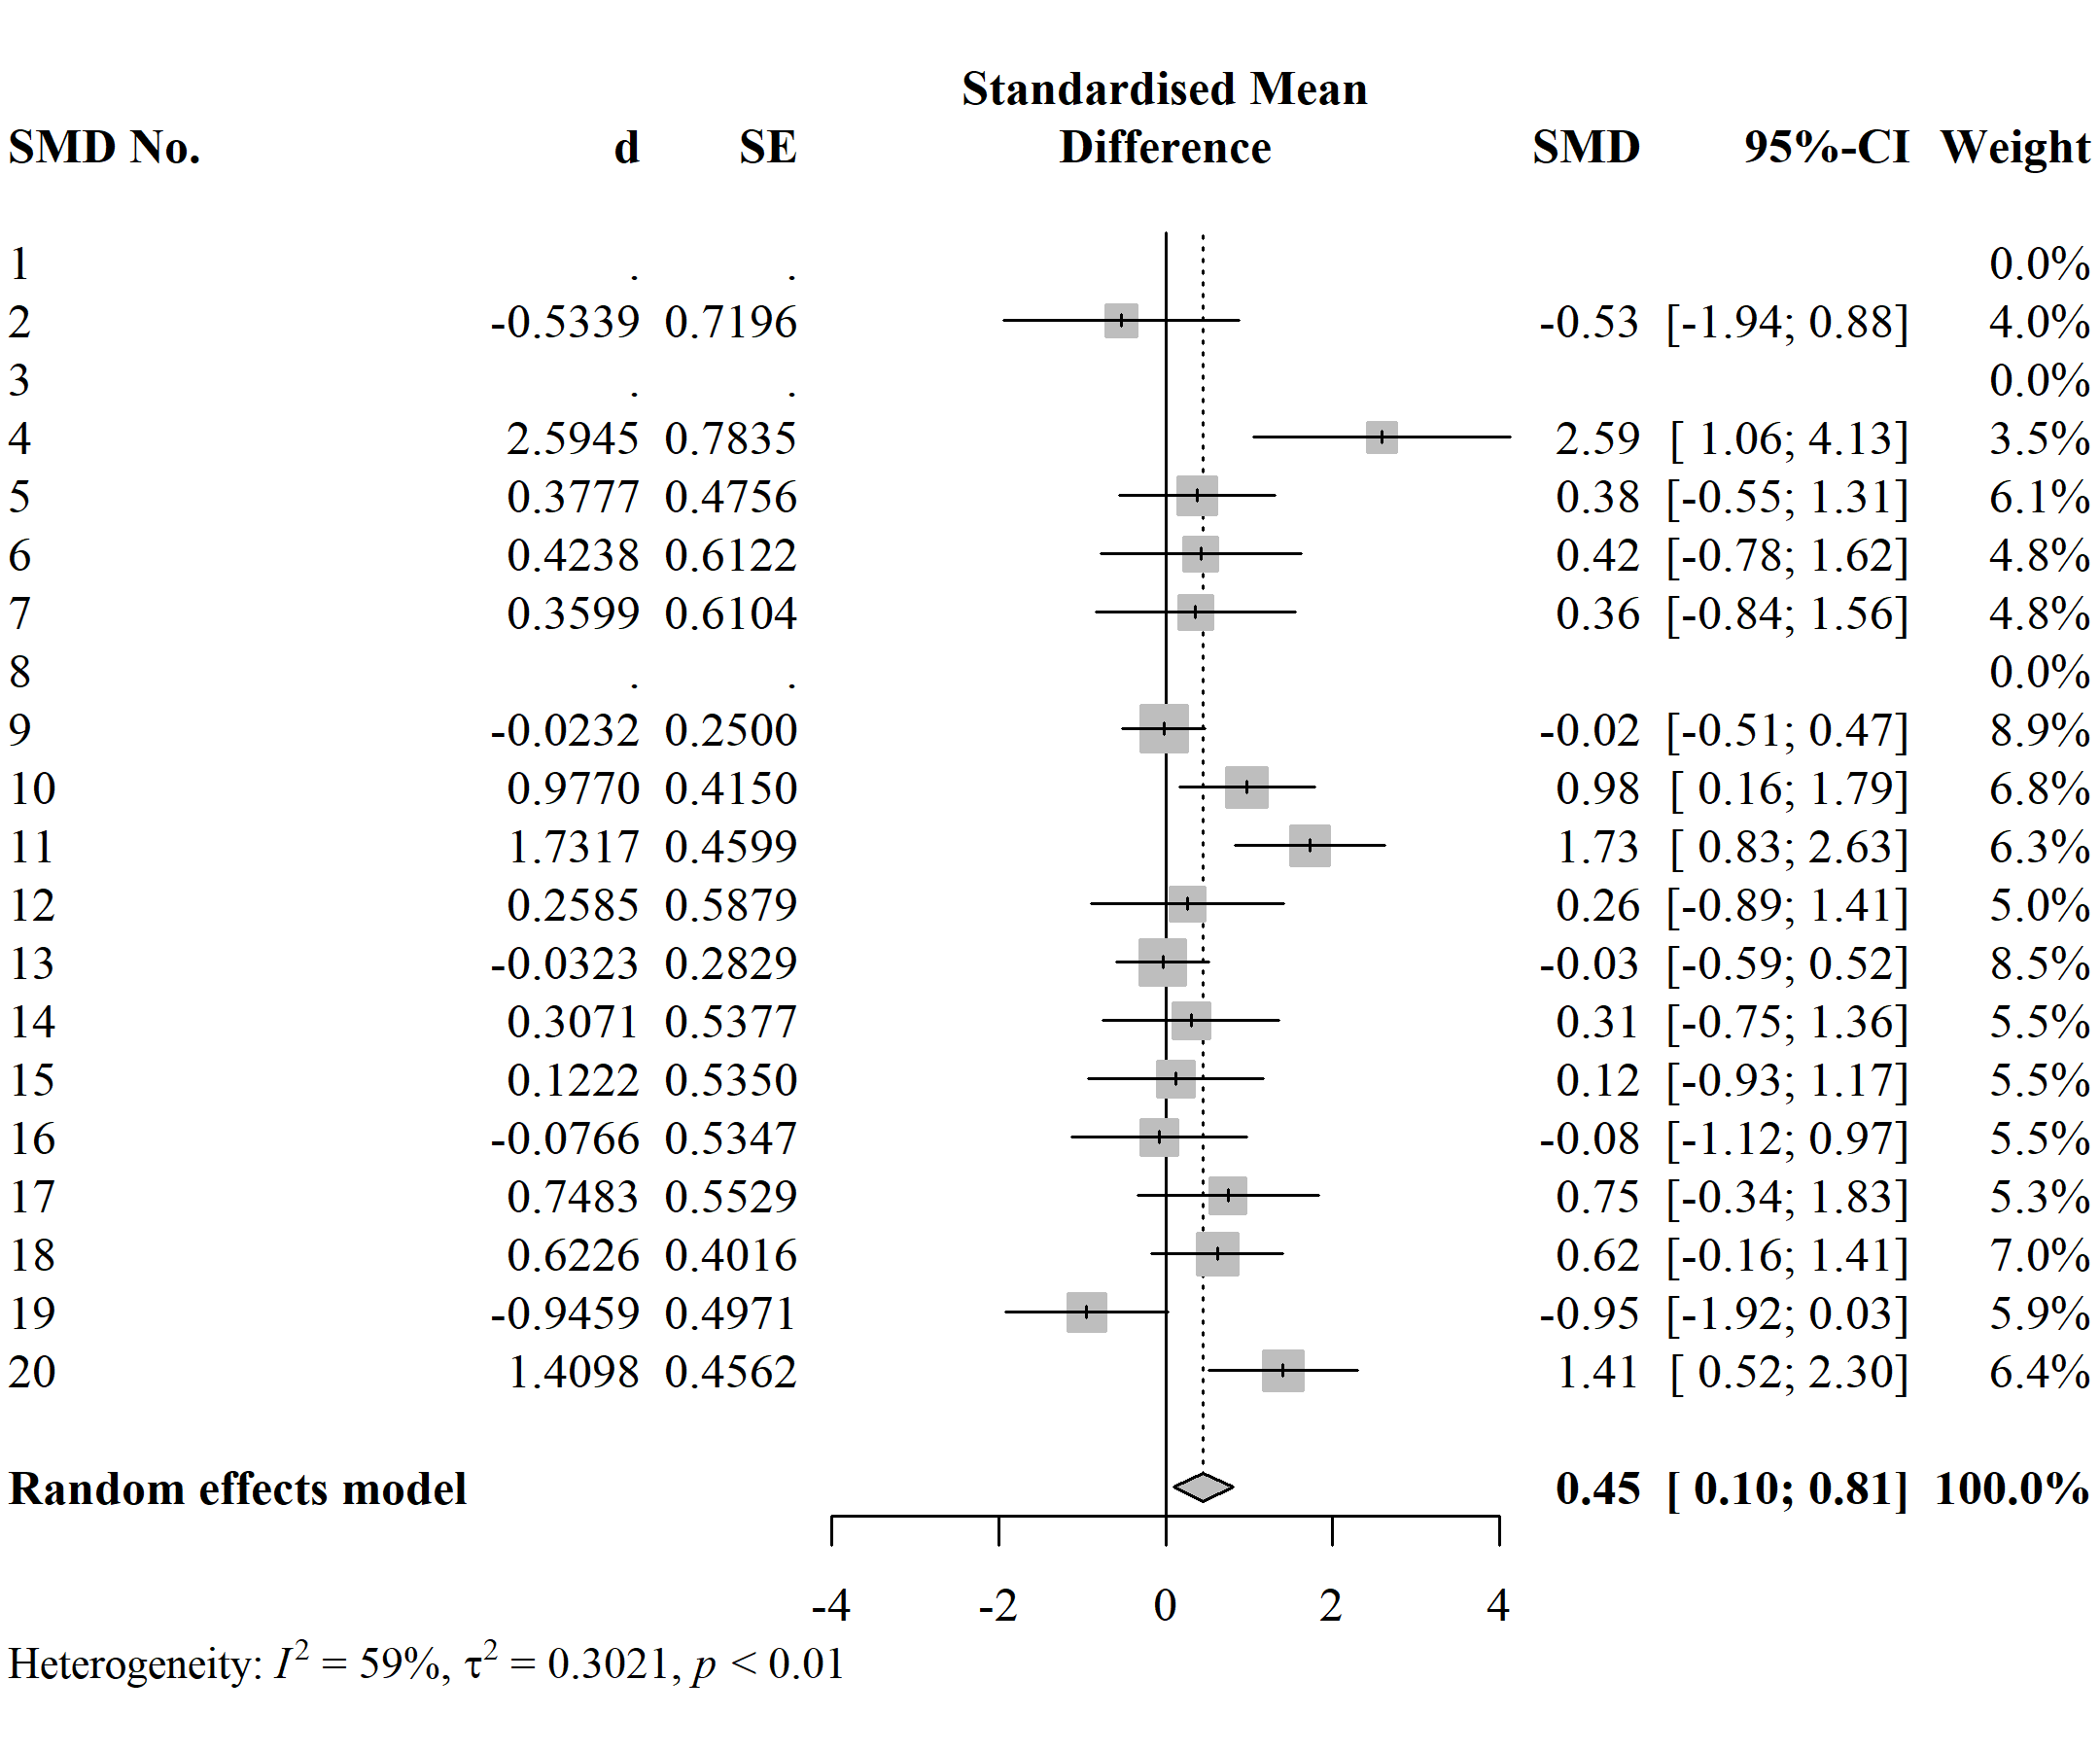 Standardised Mean
SMD No. d SE Difference SMD 95%-CI Weight
1 . . 0.0%
2 -0.5339 0.7196 -0.53 [-1.94; 0.88] 4.0%
3 . . 0.0%
4 2.5945 0.7835 2.59 [ 1.06; 4.13] 3.5%
5 0.3777 0.4756 0.38 [-0.55; 1.31] 6.1%
6 0.4238 0.6122 0.42 [-0.78; 1.62] 4.8%
7 0.3599 0.6104 0.36 [-0.84; 1.56] 4.8%
8 . . 0.0%
9 -0.0232 0.2500 -0.02 [-0.51; 0.47] 8.9%
10 0.9770 0.4150 0.98 [ 0.16; 1.79] 6.8%
11 1.7317 0.4599 1.73 [ 0.83; 2.63] 6.3%
12 0.2585 0.5879 0.26 [-0.89; 1.41] 5.0%
13 -0.0323 0.2829 -0.03 [-0.59; 0.52] 8.5%
14 0.3071 0.5377 0.31 [-0.75; 1.36] 5.5%
15 0.1222 0.5350 0.12 [-0.93; 1.17] 5.5%
16 -0.0766 0.5347 -0.08 [-1.12; 0.97] 5.5%
17 0.7483 0.5529 0.75 [-0.34; 1.83] 5.3%
18 0.6226 0.4016 0.62 [-0.16; 1.41] 7.0%
19 -0.9459 0.4971 -0.95 [-1.92; 0.03] 5.9%
20 1.4098 0.4562 1.41 [ 0.52; 2.30] 6.4%
Random effects model 0.45 [ 0.10; 0.81] 100.0%
-4 -2 0 2 4
Heterogeneity: I² = 59%, τ² = 0.3021, p < 0.01